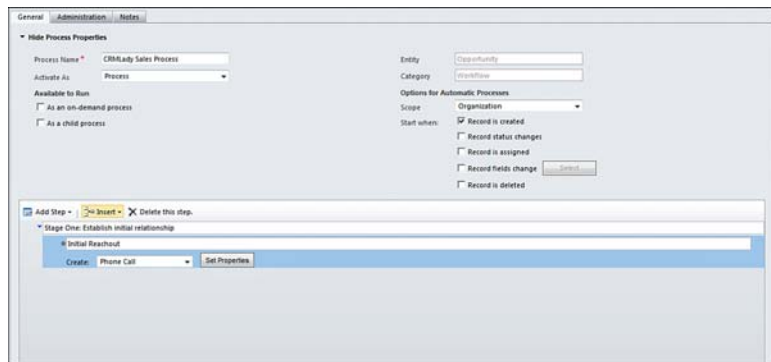 General Administration Notes
Hide Process Properties
Process Name * CRMLady Sales Process
Entity Opportunity
Activate As Process
Category Workflow
Available to Run
Options for Automatic Processes
As an on-demand process
Scope Organization
As a child process
Start when: Record is created
Record status changes
Record is assigned
Record fields change Select
Record is deleted
Add Step Insert Delete this step.
Stage One: Establish initial relationship
Initial Reachout
Create: Phone Call Set Properties